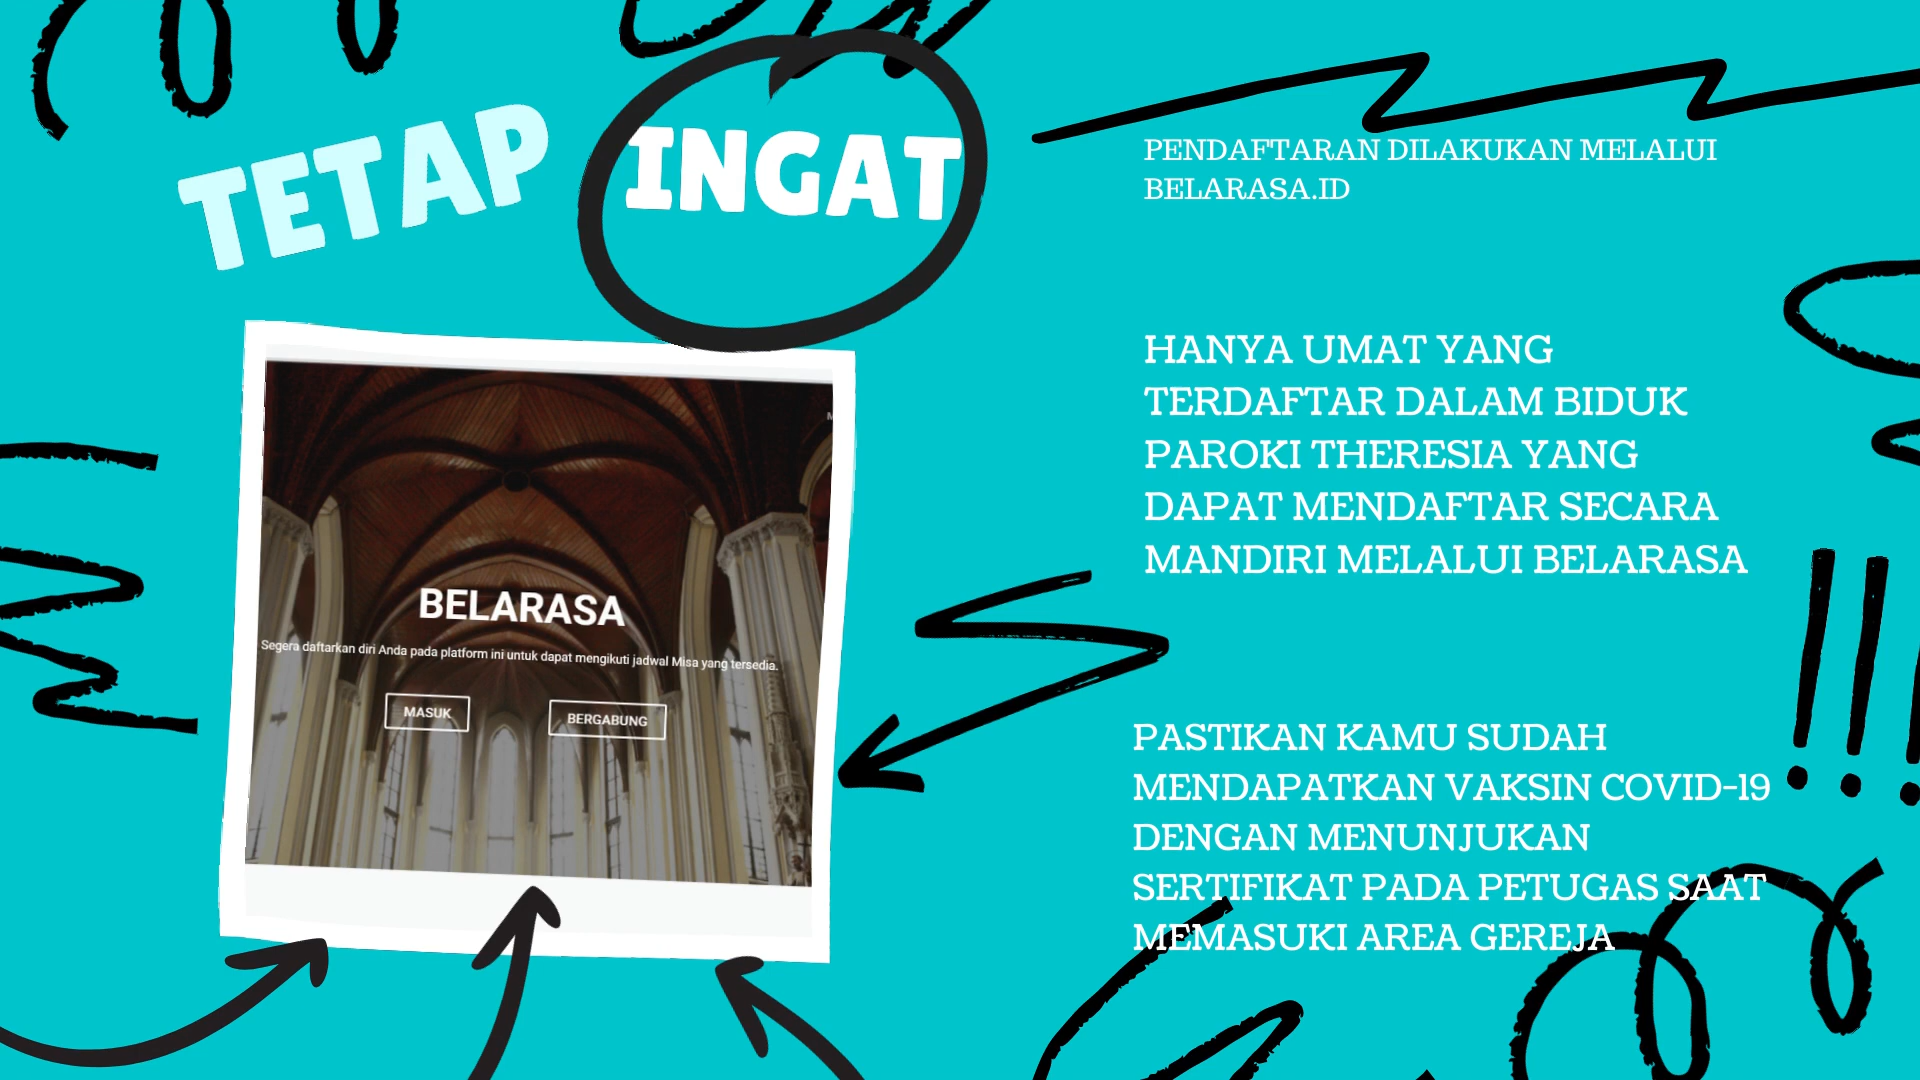 TETAP INGAT
PENDAFTARAN DILAKUKAN MELALUI
BELARASA.ID
HANYA UMAT YANG
TERDAFTAR DALAM BIDUK
PAROKI THERESIA YANG
DAPAT MENDAFTAR SECARA
MANDIRI MELALUI BELARASA
BELARASA
Segera daftarkan diri Anda pada platform ini untuk dapat mengikuti jadwal Misa yang tersedia.
MASUK BERGABUNG
PASTIKAN KAMU SUDAH
MENDAPATKAN VAKSIN COVID-19
DENGAN MENUNJUKAN
SERTIFIKAT PADA PETUGAS SAAT
MEMASUKI AREA GEREJA
!!!